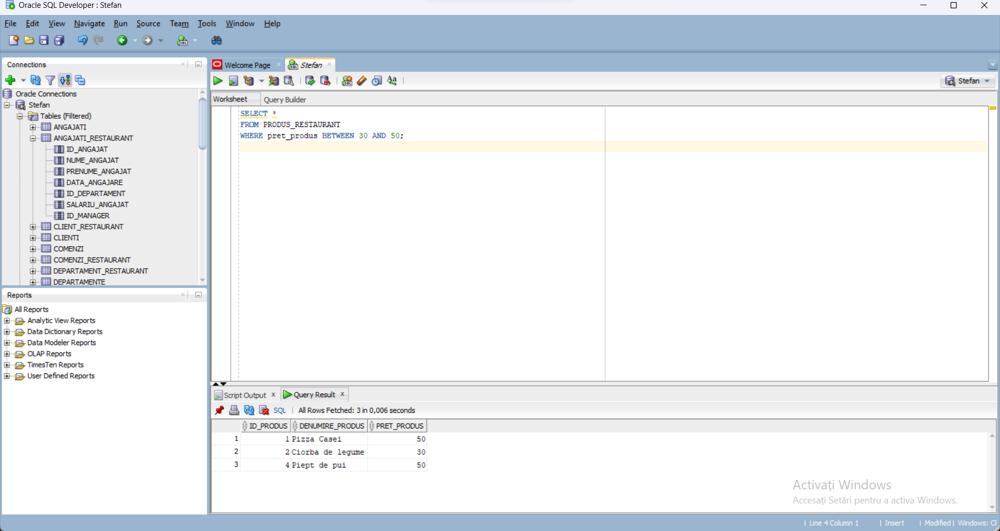 Oracle SQL Developer : Stefan
File Edit View Navigate Run Source Team Tools Window Help
Connections
Oracle Connections
Stefan
Tables (Filtered)
ANGAJATI
ANGAJATI_RESTAURANT
ID_ANGAJAT
NUME_ANGAJAT
PRENUME_ANGAJAT
DATA_ANGAJARE
ID_DEPARTAMENT
SALARIU_ANGAJAT
ID_MANAGER
CLIENT_RESTAURANT
CLIENTI
COMENZI
COMENZI_RESTAURANT
DEPARTAMENT_RESTAURANT
DEPARTAMENTE
Reports
All Reports
Analytic View Reports
Data Dictionary Reports
Data Modeler Reports
OLAP Reports
TimesTen Reports
User Defined Reports
Welcome Page Stefan
Stefan
Worksheet Query Builder
SELECT *
FROM PRODUS_RESTAURANT
WHERE pret_produs BETWEEN 30 AND 50;
Script Output Query Result
SQL All Rows Fetched: 3 in 0,006 seconds
ID_PRODUS DENUMIRE_PRODUS PRET_PRODUS
1 1 Pizza Casei 50
2 2 Ciorba de legume 30
3 4 Piept de pui 50
Activați Windows
Accesați Setări pentru a activa Windows.
Line 4 Column 1 Insert Modified Windows: